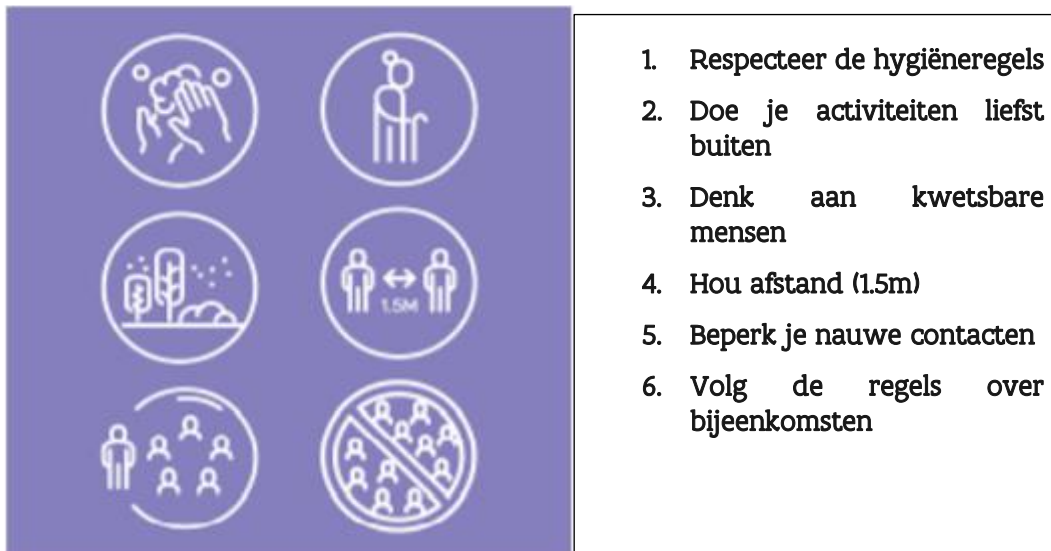 1.5M
1. Respecteer de hygiëneregels
2. Doe je activiteiten liefst
buiten
3. Denk aan kwetsbare
mensen
4. Hou afstand (1.5m)
5. Beperk je nauwe contacten
6. Volg de regels over
bijeenkomsten